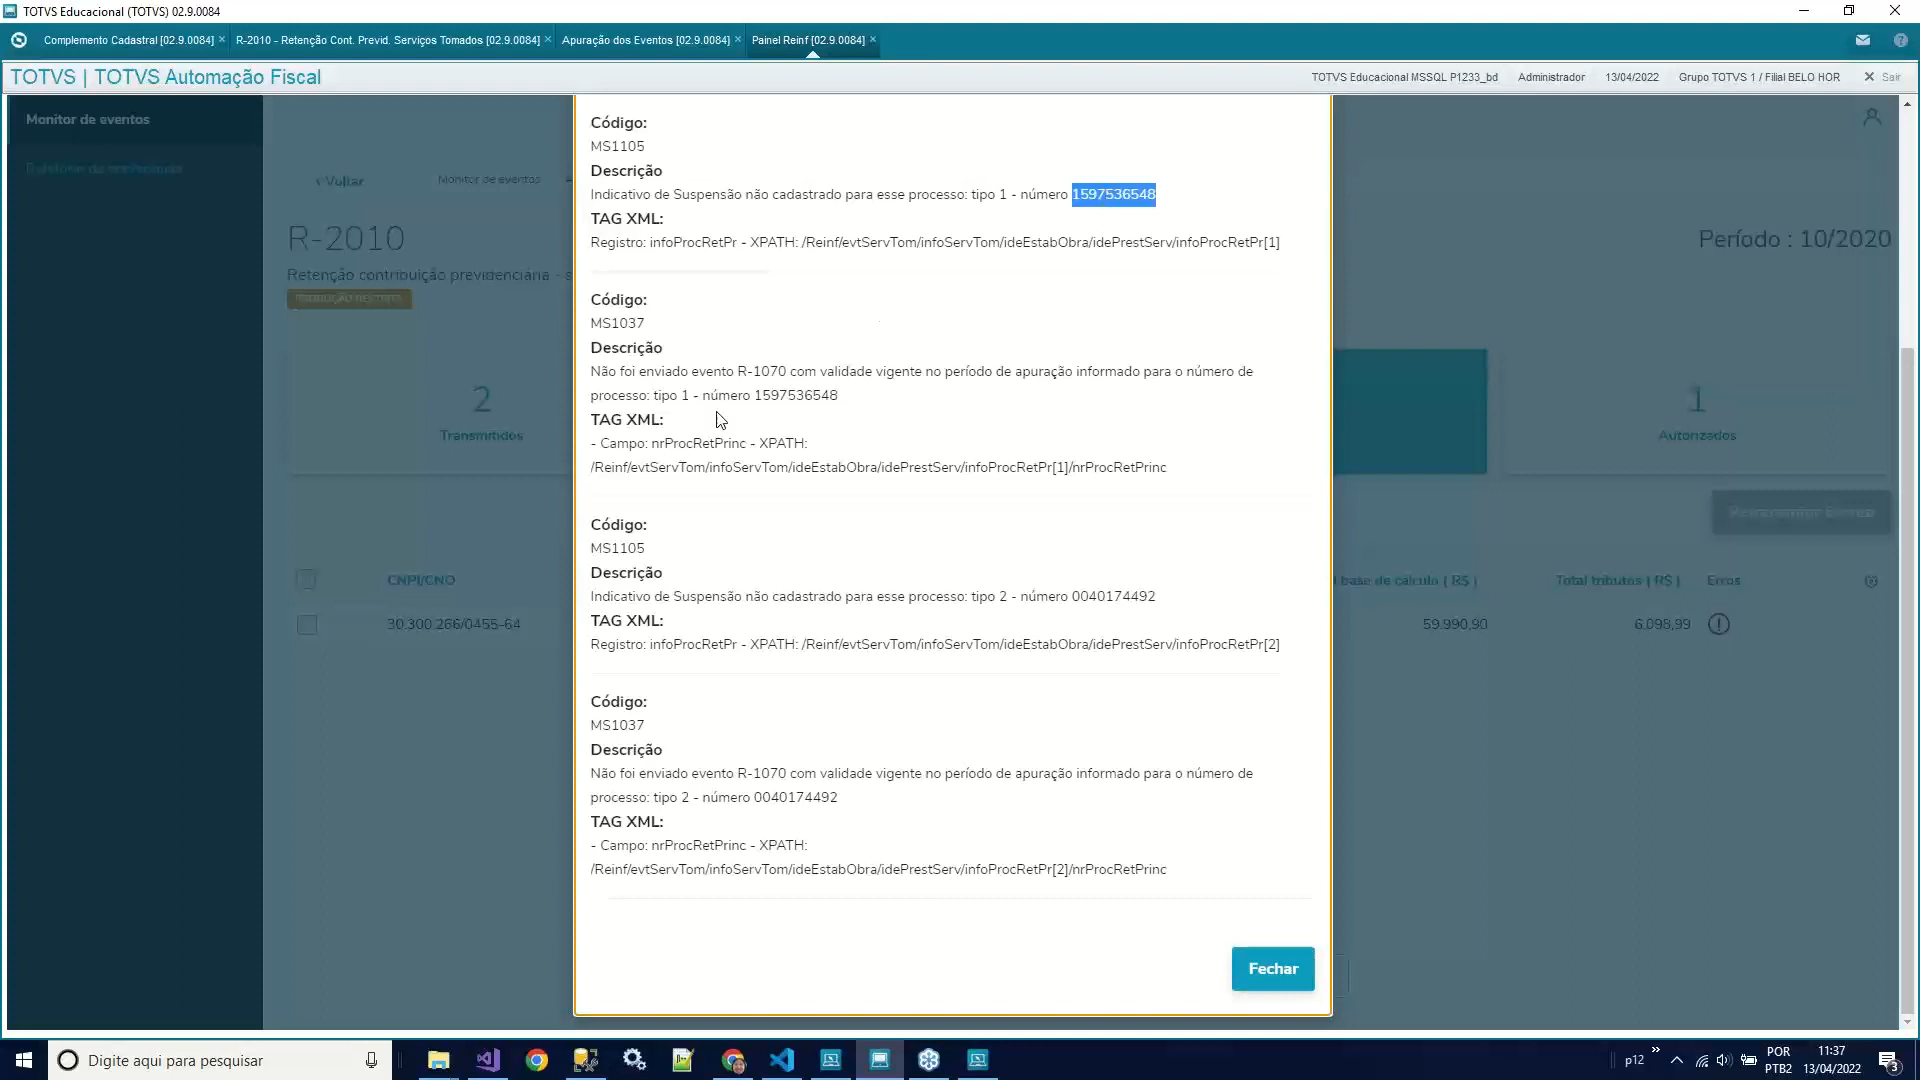 TOTVS Educacional (TOTVS) 02.9.0084
Complemento Cadastral [02.9.0084] R-2010 - Retenção Cont. Previd. Serviços Tomados [02.9.0084] Apuração dos Eventos [02.9.0084] Painel Reinf [02.9.0084]
TOTVS | TOTVS Automação Fiscal TOTVS Educacional MSSQL P1233_bd Administrador 13/04/2022 Grupo TOTVS 1 / Filial BELO HOR Sair
Monitor de eventos
Voltar Monitor de eventos
R-2010
Período : 10/2020
Retenção contribuição previdenciária - s
2
Transmitidos
1
Autorizados
CNPJ/CNO base de cálculo ( R$ ) Total tributos ( R$ ) Erros
30.300.266/0455-64 59.990,90 6.098,99
Código:
MS1105
Descrição
Indicativo de Suspensão não cadastrado para esse processo: tipo 1 - número 1597536548
TAG XML:
Registro: infoProcRetPr - XPATH: /Reinf/evtServTom/infoServTom/ideEstabObra/idePrestServ/infoProcRetPr[1]
Código:
MS1037
Descrição
Não foi enviado evento R-1070 com validade vigente no período de apuração informado para o número de
processo: tipo 1 - número 1597536548
TAG XML:
- Campo: nrProcRetPrinc - XPATH:
/Reinf/evtServTom/infoServTom/ideEstabObra/idePrestServ/infoProcRetPr[1]/nrProcRetPrinc
Código:
MS1105
Descrição
Indicativo de Suspensão não cadastrado para esse processo: tipo 2 - número 0040174492
TAG XML:
Registro: infoProcRetPr - XPATH: /Reinf/evtServTom/infoServTom/ideEstabObra/idePrestServ/infoProcRetPr[2]
Código:
MS1037
Descrição
Não foi enviado evento R-1070 com validade vigente no período de apuração informado para o número de
processo: tipo 2 - número 0040174492
TAG XML:
- Campo: nrProcRetPrinc - XPATH:
/Reinf/evtServTom/infoServTom/ideEstabObra/idePrestServ/infoProcRetPr[2]/nrProcRetPrinc
Fechar
Digite aqui para pesquisar
p12
POR
PTB2
11:37
13/04/2022
3